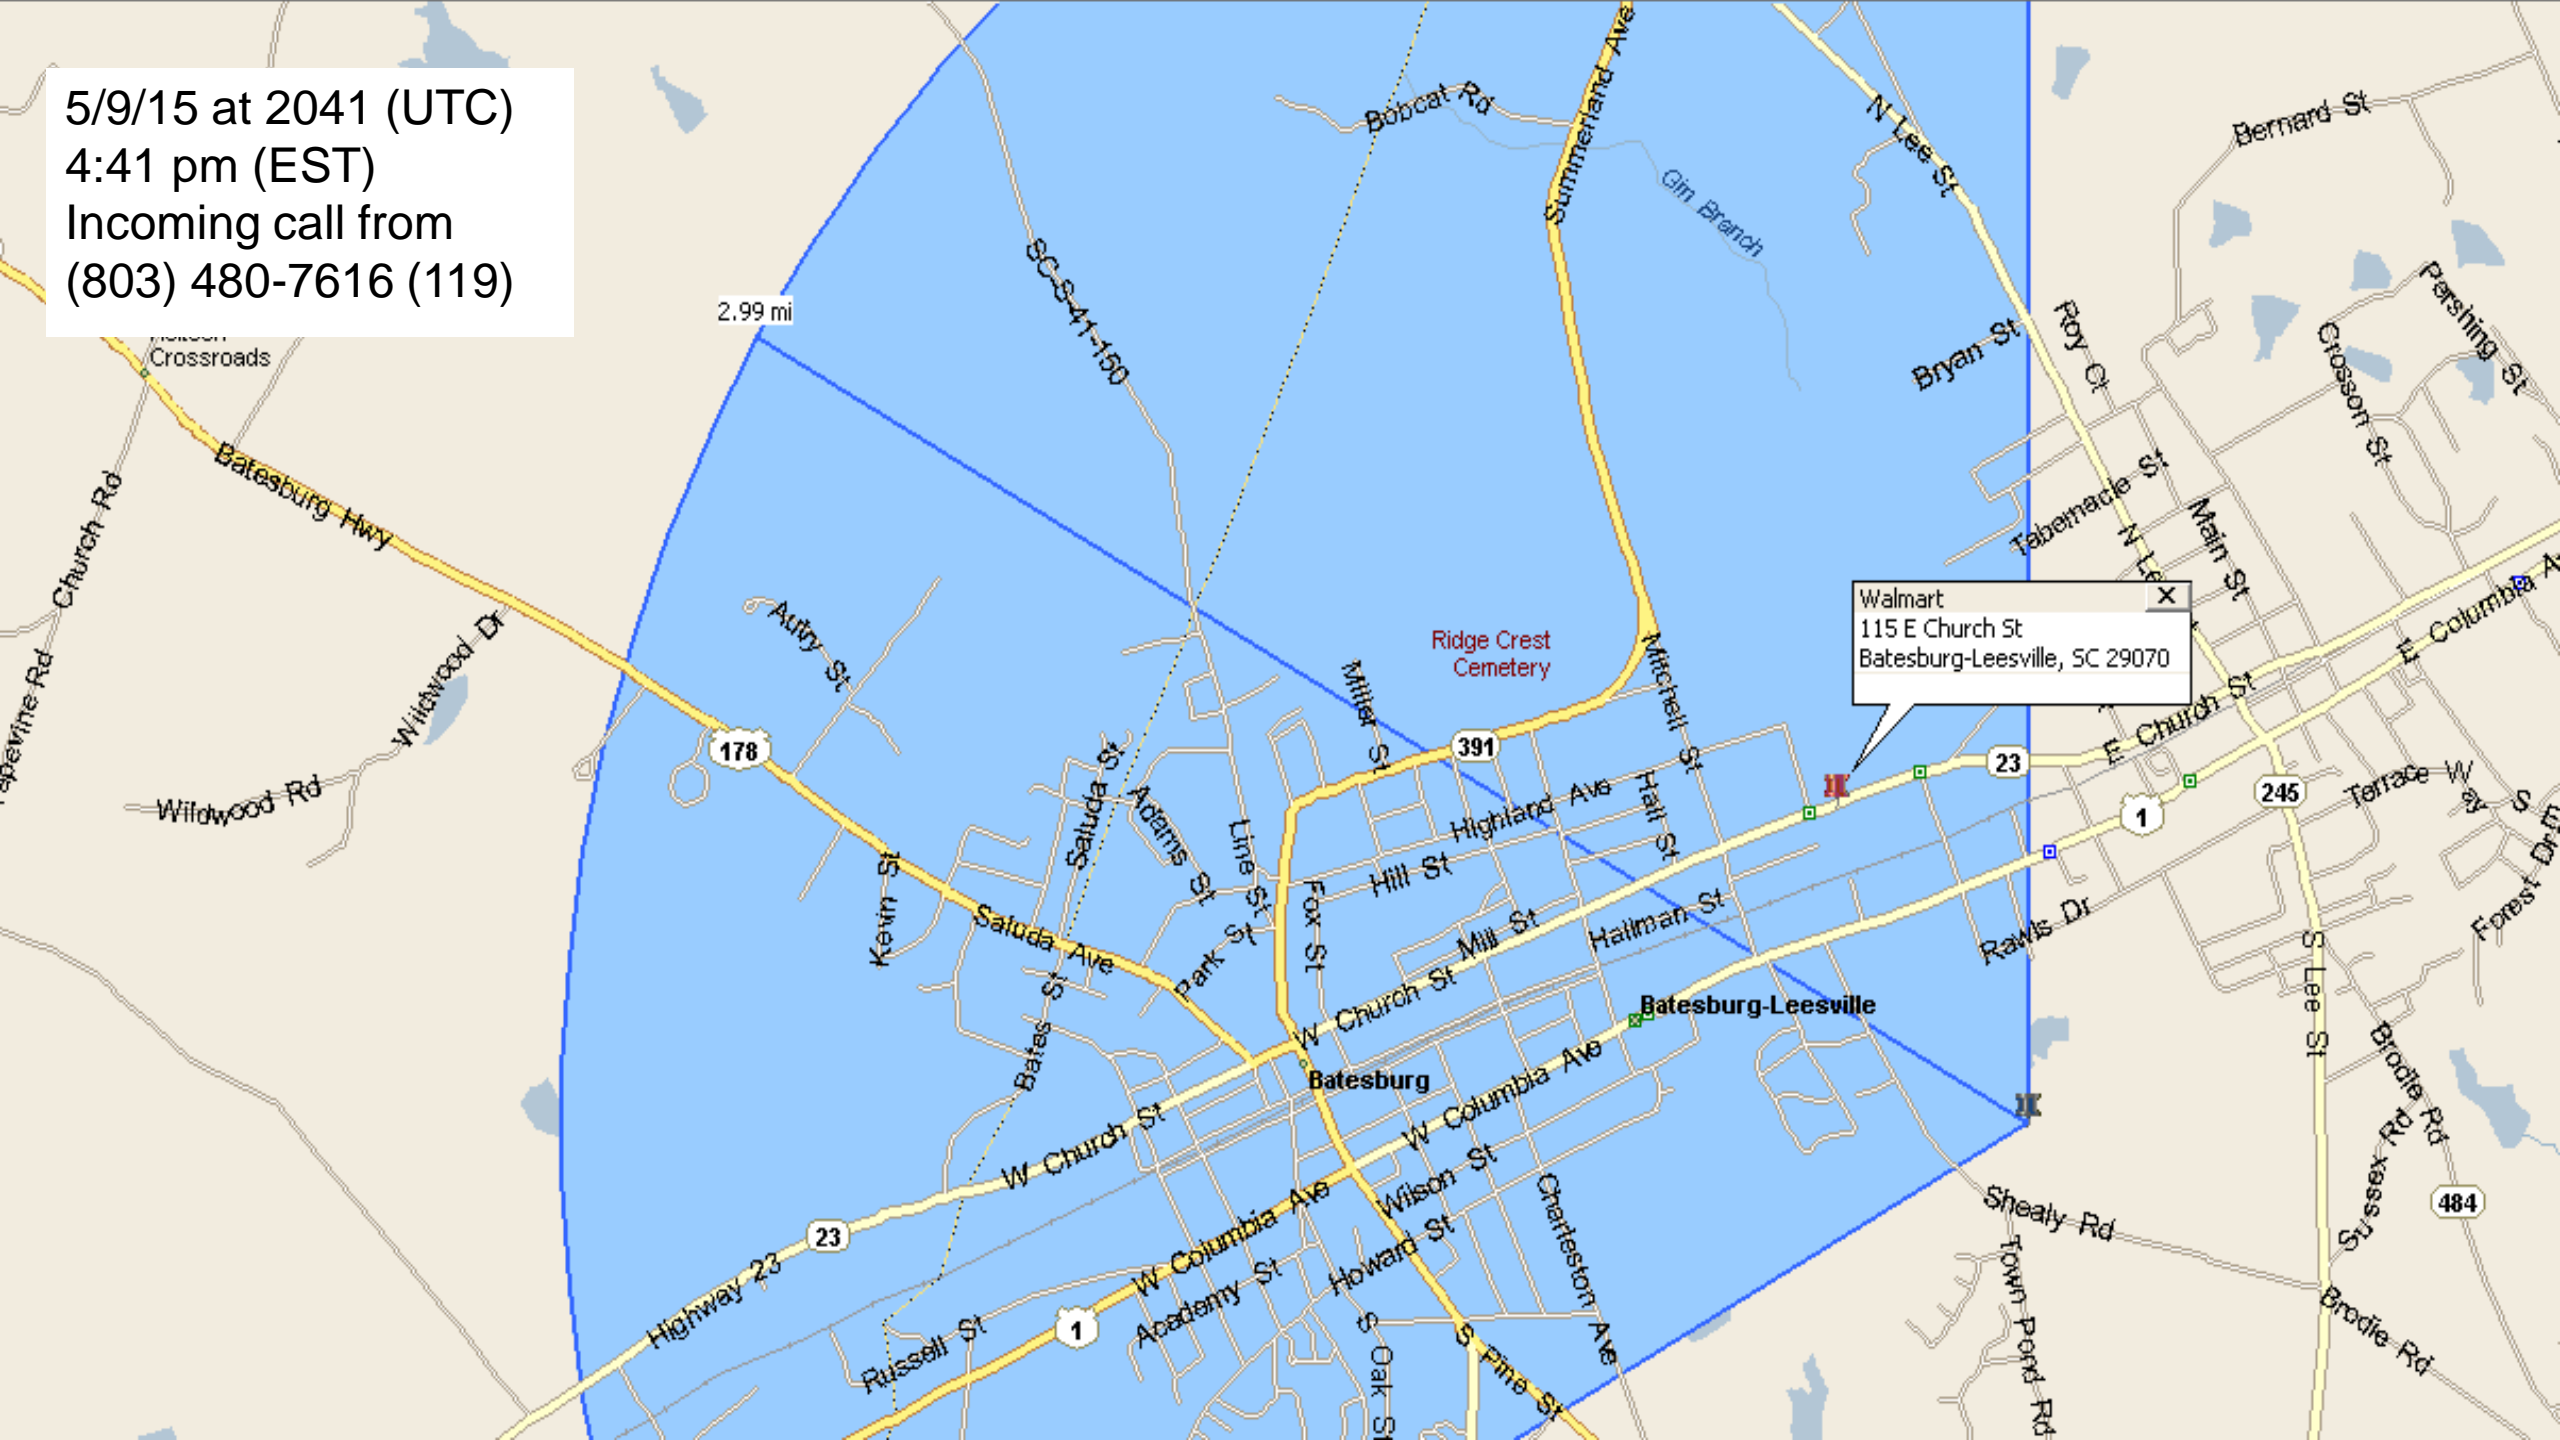 5/9/15 at 2041 (UTC)
4:41 pm (EST)
Incoming call from
(803) 480-7616 (119)
Crossroads
2.99 mi
Bobcat Rd
Summerland Ave
Gin Branch
N Lee St
Bernard St
SC-S-41-150
Bryan St
Roy Ct
Crosson St
Pershing St
Batesburg Hwy
Church Rd
Tabernacle St
Main St
Wildwood Dr
Autry St
Ridge Crest
Cemetery
Miller St
Mitchell St
Walmart
115 E Church St
Batesburg-Leesville, SC 29070
E Columbia A
E Church St
178
391
23
1
245
Terrace Way
Wildwood Rd
Saluda St
Adams St
Line St
Highland Ave
Hall St
Hill St
S E
Forest Dr
Kevin St
Saluda Ave
Park St
Fox St
Mill St
Hallman St
Rawls Dr
S Lee St
Bates St
W Church St
Batesburg-Leesville
Batesburg
W Columbia Ave
Brodie Rd
W Church St
Wilson St
Charleston Ave
Shealy Rd
Sussex Rd
484
23
Highway 23
W Columbia Ave
Howard St
Academy St
1
Russell St
S Oak St
S Pine St
Town Pond Rd
Brodie Rd